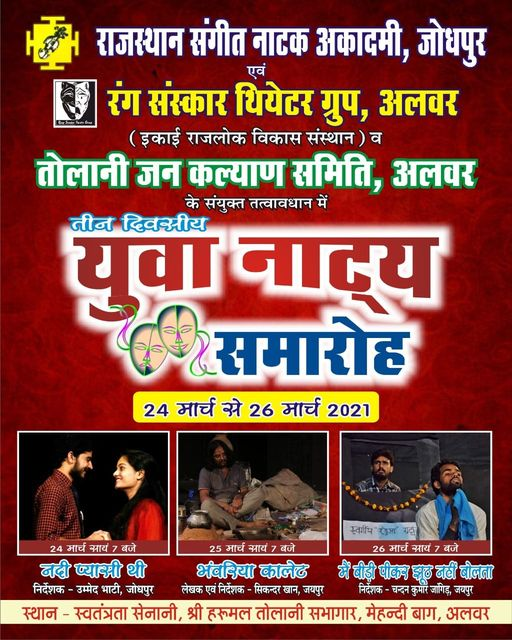 राजस्थान संगीत नाटक अकादमी, जोधपुर
एवं
रंग संस्कार थियेटर ग्रुप, अलवर
( इकाई राजलोक विकास संस्थान ) व
तोलानी जन कल्याण समिति, अलवर
के संयुक्त तत्वावधान में
तीन दिवसीय
युवा नाट्य
समारोह
24 मार्च से 26 मार्च 2021
24 मार्च सायं 7 बजे
नदी प्यासी थी
निर्देशक - उम्मेद भाटी, जोधपुर
25 मार्च सायं 7 बजे
भंवरिया कालेट
लेखक एवं निर्देशक - सिकन्दर खान, जयपुर
26 मार्च सायं 7 बजे
मैं बीड़ी पीकर झूठ नहीं बोलता
निर्देशक - चन्दन कुमार जांगिड़, जयपुर
स्थान - स्वतंत्रता सेनानी, श्री हरूमल तोलानी सभागार, मेहन्दी बाग, अलवर